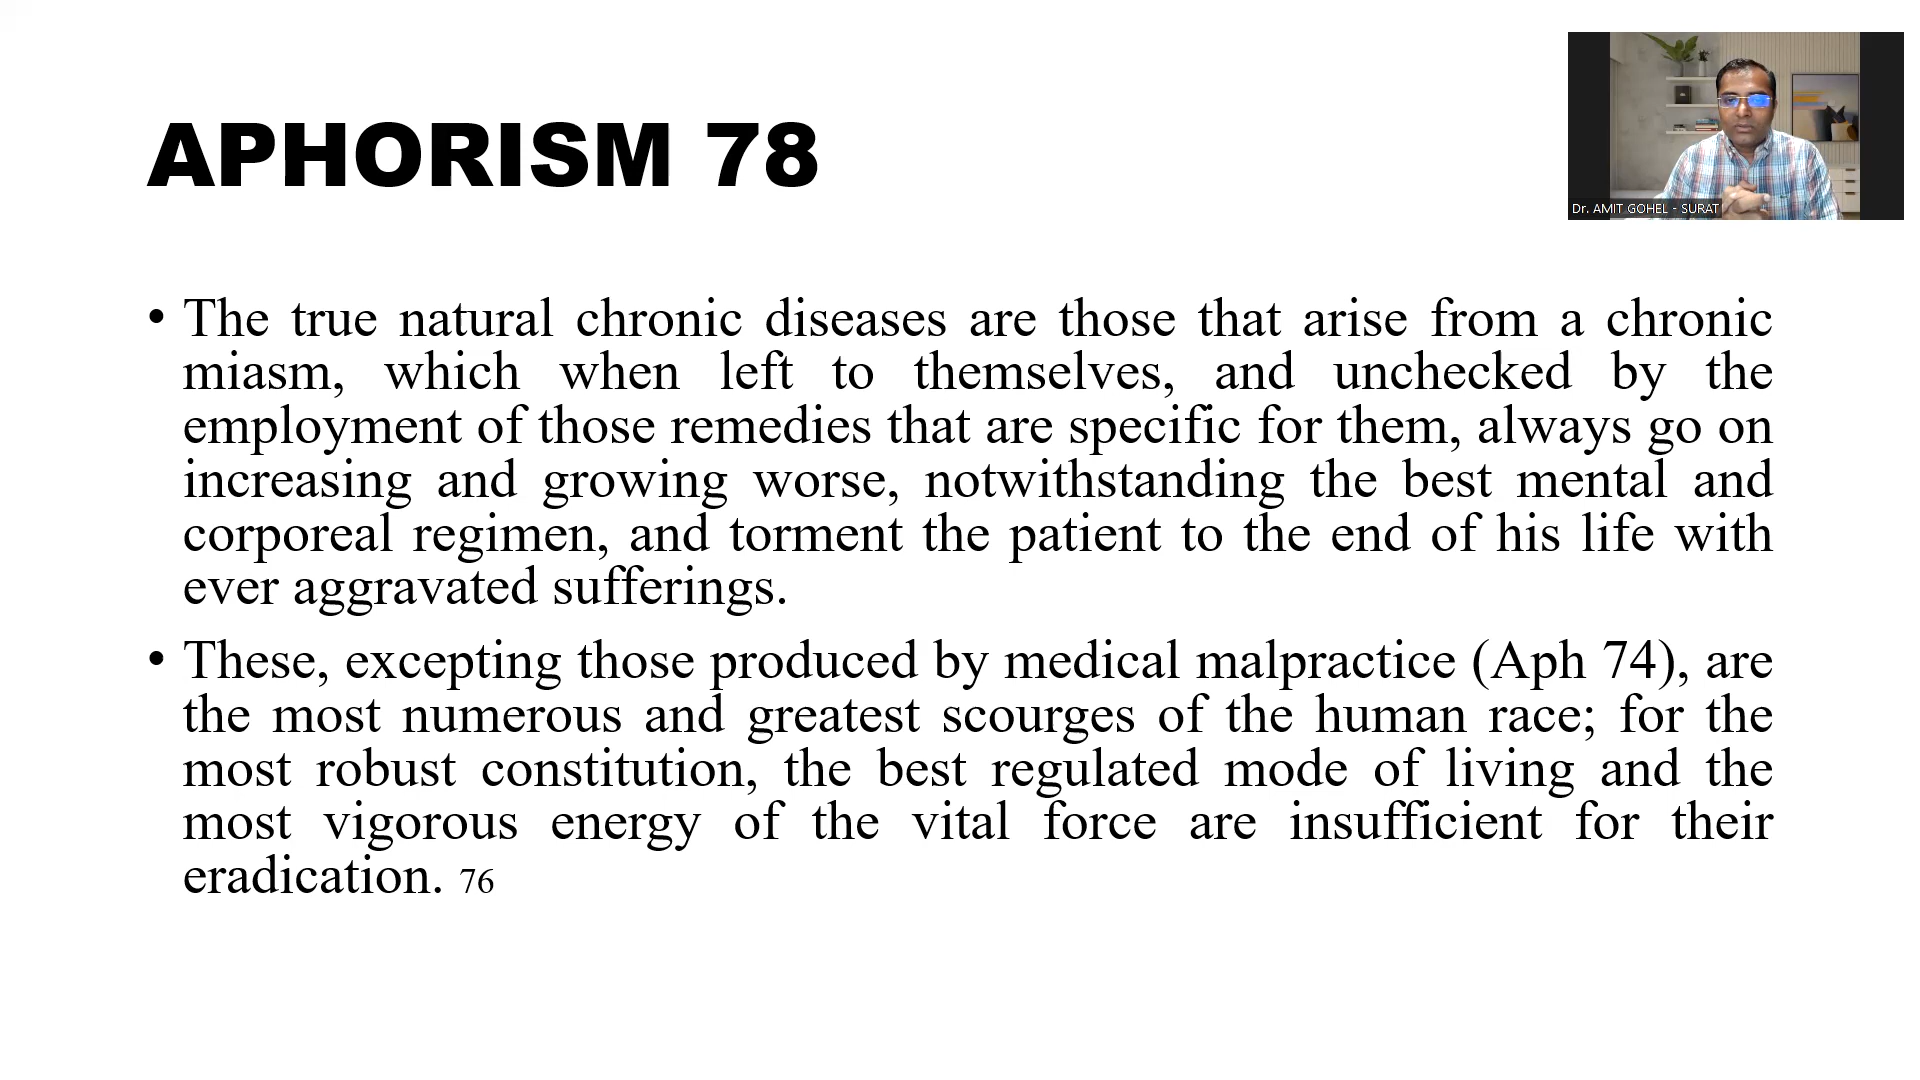 APHORISM 78
Dr. AMIT GOHEL - SURAT
• The true natural chronic diseases are those that arise from a chronic
miasm, which when left to themselves, and unchecked by the
employment of those remedies that are specific for them, always go on
increasing and growing worse, notwithstanding the best mental and
corporeal regimen, and torment the patient to the end of his life with
ever aggravated sufferings.
• These, excepting those produced by medical malpractice (Aph 74), are
the most numerous and greatest scourges of the human race; for the
most robust constitution, the best regulated mode of living and the
most vigorous energy of the vital force are insufficient for their
eradication. 76